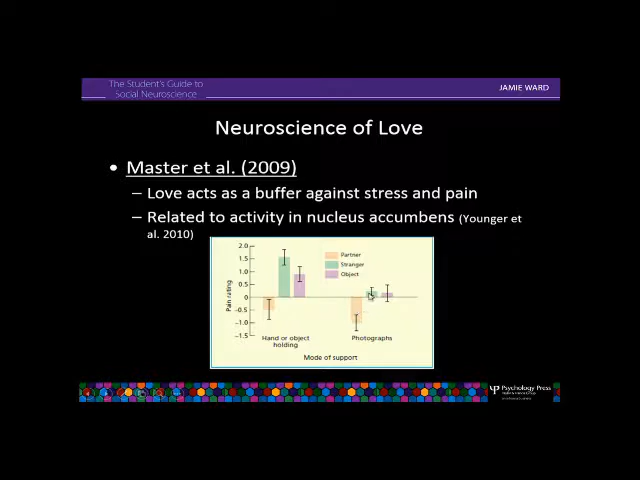 The Student's Guide to
Social Neuroscience
JAMIE WARD
Neuroscience of Love
• Master et al. (2009)
– Love acts as a buffer against stress and pain
– Related to activity in nucleus accumbens (Younger et
al. 2010)
2.0
1.5
1.0
0.5
0
−0.5
−1.0
−1.5
Pain rating
Partner
Stranger
Object
Hand or object
holding
Photographs
Mode of support
Psychology Press